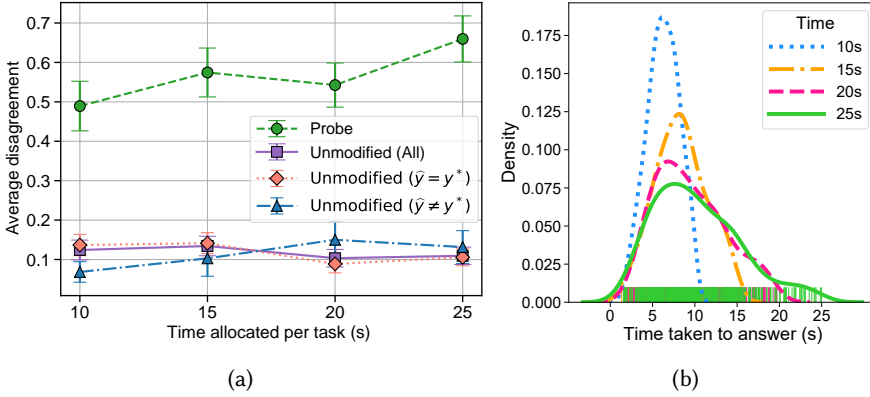 0.7
0.6
0.5
0.4
0.3
0.2
0.1
Average disagreement
Probe
Unmodified (All)
Unmodified (ŷ = y*)
Unmodified (ŷ ≠ y*)
10
15
20
25
Time allocated per task (s)
(a)
0.175
0.150
0.125
0.100
0.075
0.050
0.025
0.000
Density
Time
10s
15s
20s
25s
0
5
10
15
20
25
Time taken to answer (s)
(b)